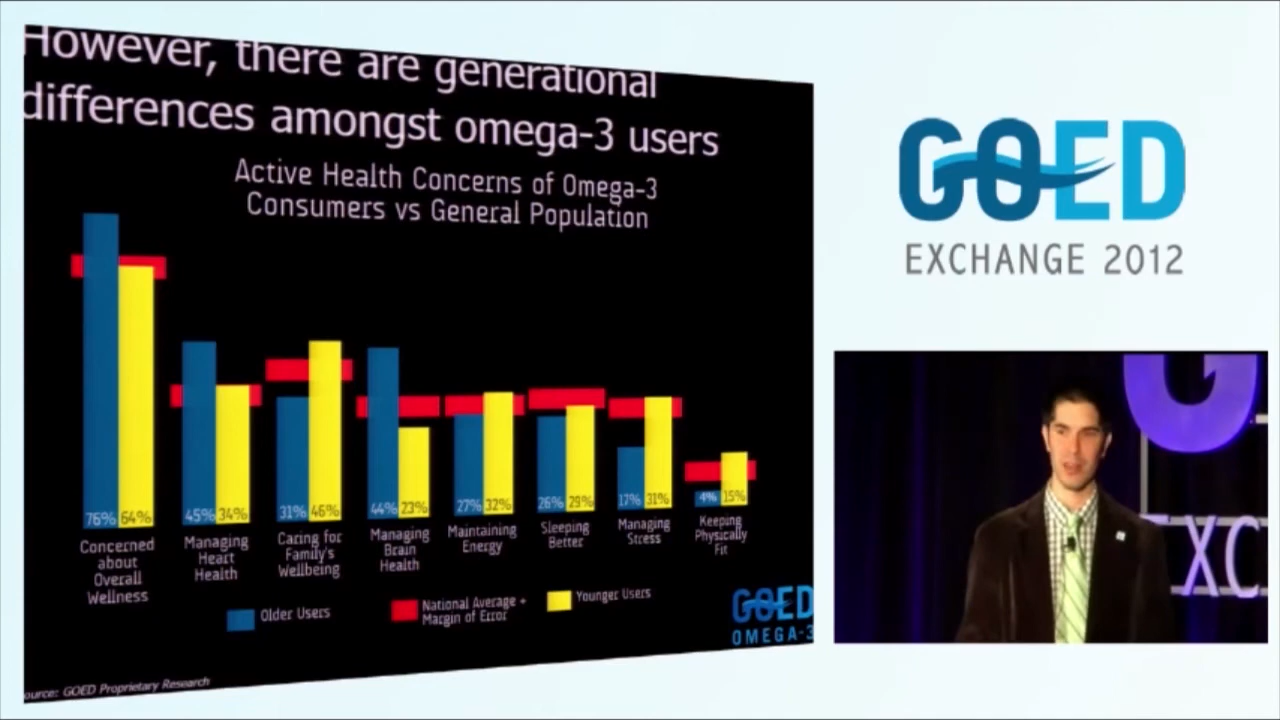 However, there are generational
differences amongst omega-3 users
Active Health Concerns of Omega-3
Consumers vs General Population
76% 64% 45% 34% 31% 46% 44% 23% 27% 32% 26% 29% 17% 31% 4% 15%
Concerned
about
Overall
Wellness
Managing
Heart
Health
Caring for
Family's
Wellbeing
Managing
Brain
Health
Maintaining
Energy
Sleeping
Better
Managing
Stress
Keeping
Physically
Fit
Older Users
National Average +
Margin of Error
Younger Users
GOED
OMEGA-3
ource: GOED Proprietary Research
GOED
EXCHANGE 2012
G
EXC